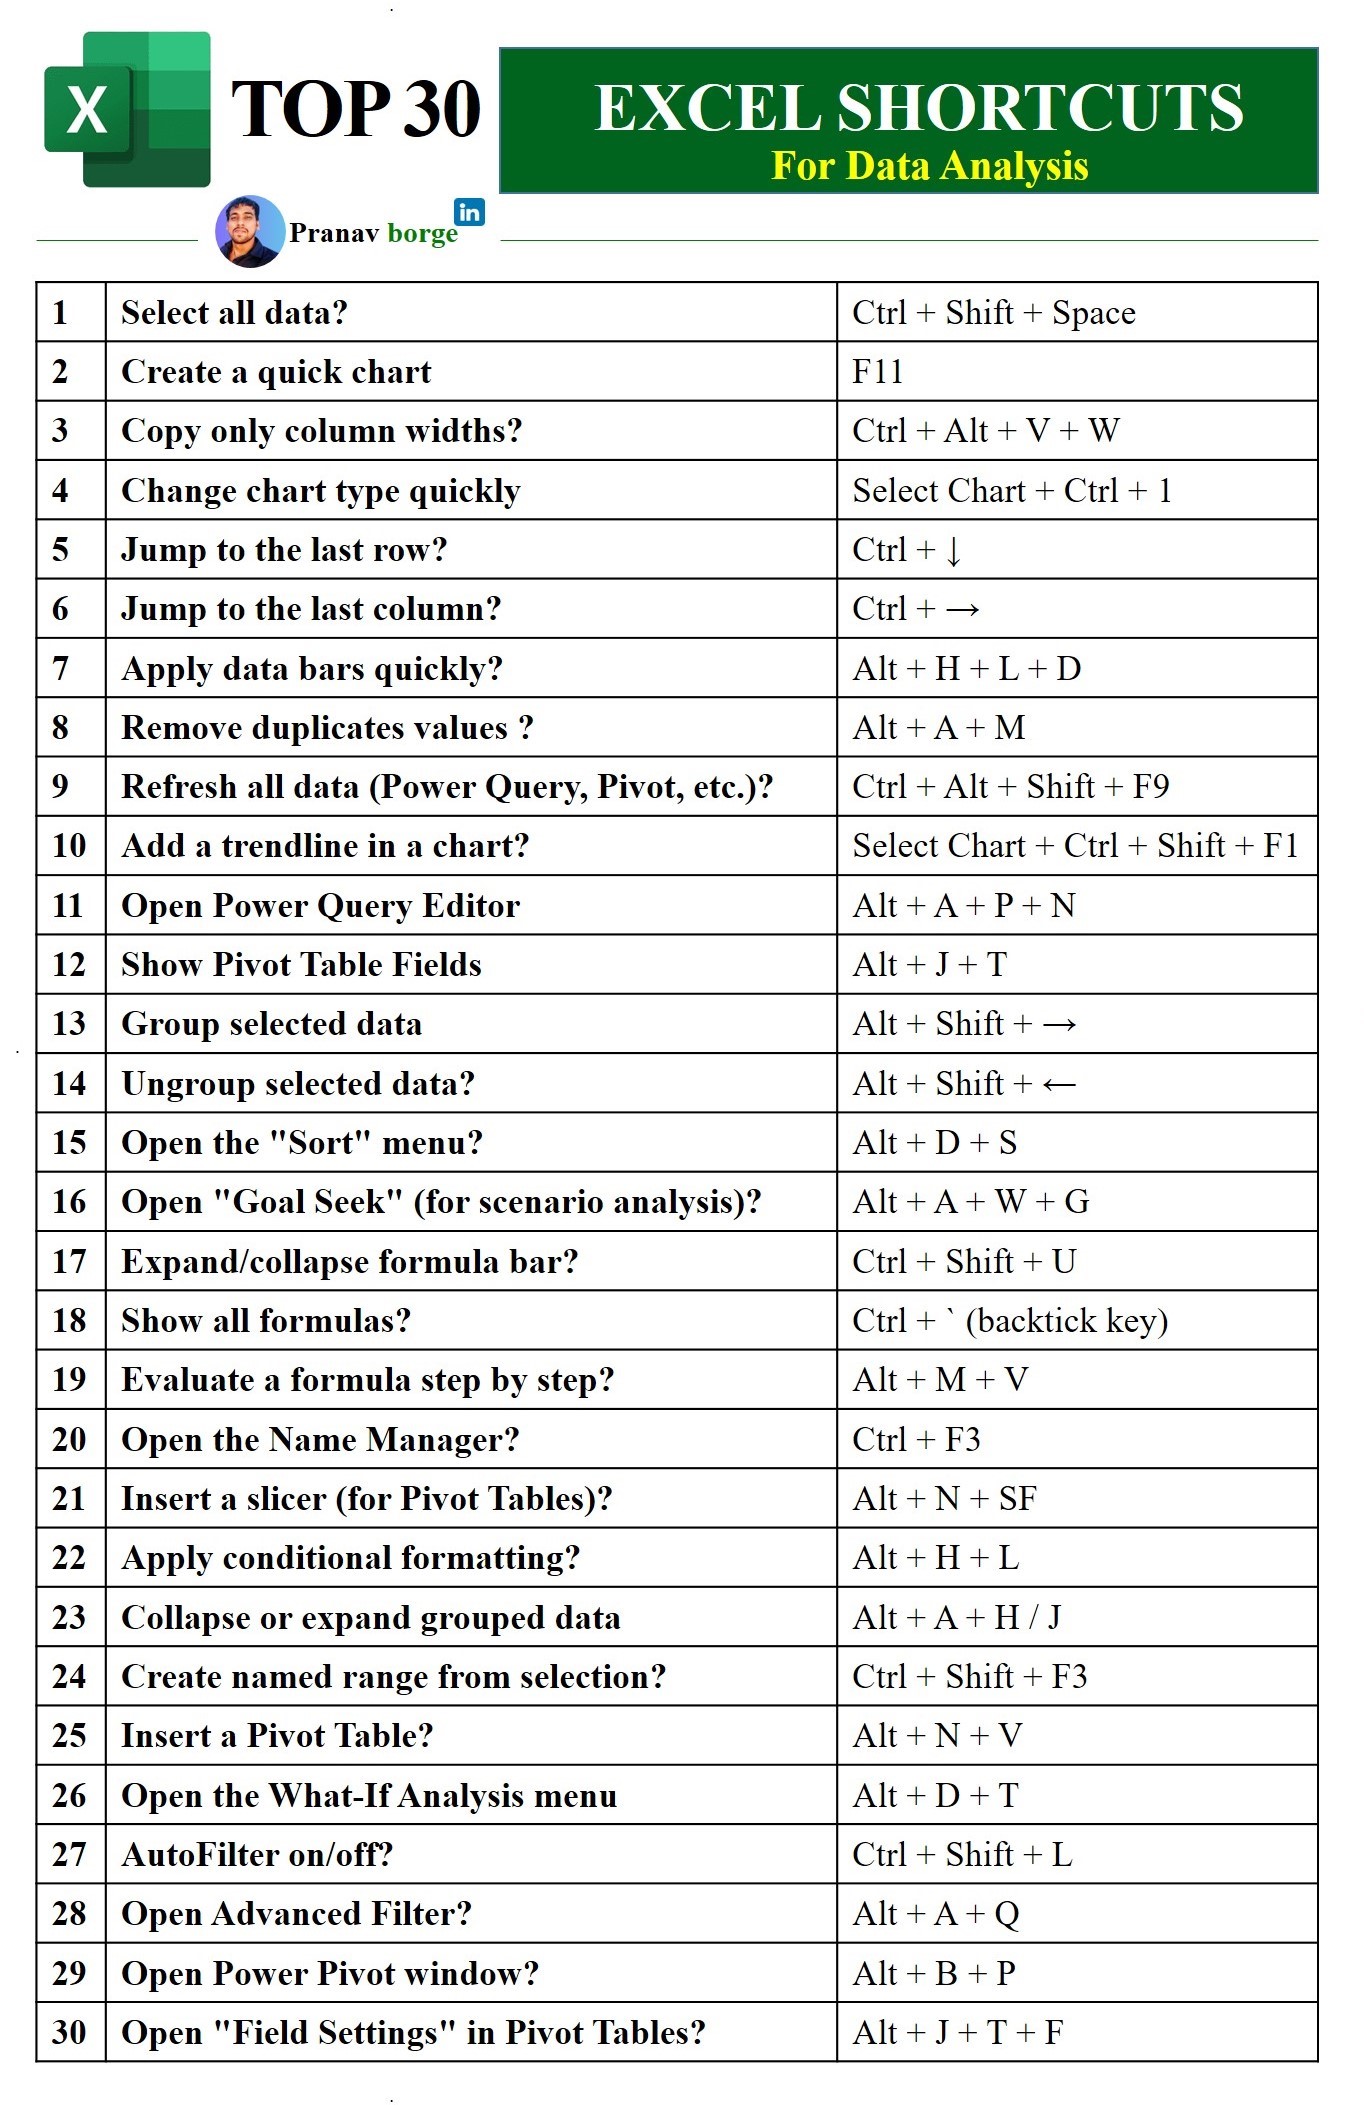 X
TOP 30
EXCEL SHORTCUTS
For Data Analysis
in
Pranav borge
1 Select all data? Ctrl + Shift + Space
2 Create a quick chart F11
3 Copy only column widths? Ctrl + Alt + V + W
4 Change chart type quickly Select Chart + Ctrl + 1
5 Jump to the last row? Ctrl + ↓
6 Jump to the last column? Ctrl + →
7 Apply data bars quickly? Alt + H + L + D
8 Remove duplicates values ? Alt + A + M
9 Refresh all data (Power Query, Pivot, etc.)? Ctrl + Alt + Shift + F9
10 Add a trendline in a chart? Select Chart + Ctrl + Shift + F1
11 Open Power Query Editor Alt + A + P + N
12 Show Pivot Table Fields Alt + J + T
13 Group selected data Alt + Shift + →
14 Ungroup selected data? Alt + Shift + ←
15 Open the "Sort" menu? Alt + D + S
16 Open "Goal Seek" (for scenario analysis)? Alt + A + W + G
17 Expand/collapse formula bar? Ctrl + Shift + U
18 Show all formulas? Ctrl + ` (backtick key)
19 Evaluate a formula step by step? Alt + M + V
20 Open the Name Manager? Ctrl + F3
21 Insert a slicer (for Pivot Tables)? Alt + N + SF
22 Apply conditional formatting? Alt + H + L
23 Collapse or expand grouped data Alt + A + H / J
24 Create named range from selection? Ctrl + Shift + F3
25 Insert a Pivot Table? Alt + N + V
26 Open the What-If Analysis menu Alt + D + T
27 AutoFilter on/off? Ctrl + Shift + L
28 Open Advanced Filter? Alt + A + Q
29 Open Power Pivot window? Alt + B + P
30 Open "Field Settings" in Pivot Tables? Alt + J + T + F